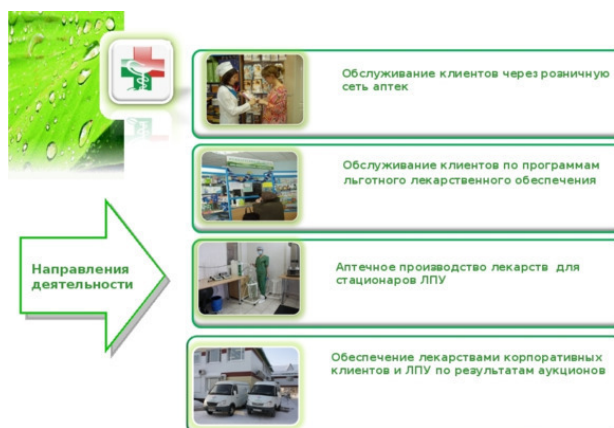 Обслуживание клиентов через розничную
сеть аптек
Обслуживание клиентов по программам
льготного лекарственного обеспечения
Направления
деятельности
Аптечное производство лекарств для
стационаров ЛПУ
Обеспечение лекарствами корпоративных
клиентов и ЛПУ по результатам аукционов